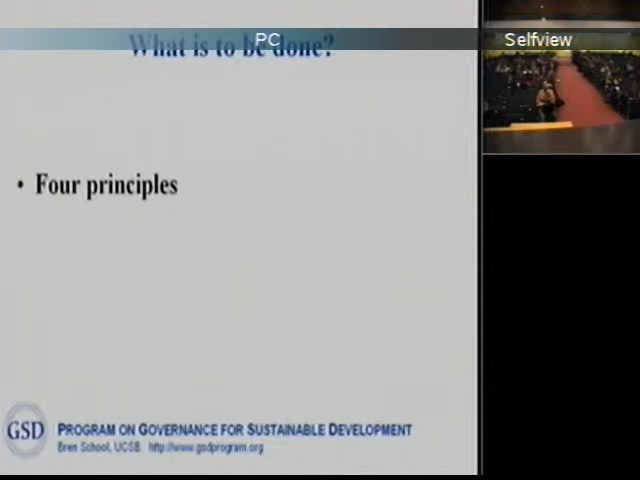 PC
Selfview
What is to be done?
• Four principles
GSD
PROGRAM ON GOVERNANCE FOR SUSTAINABLE DEVELOPMENT
Bren School, UCSB http://www.gsdprogram.org